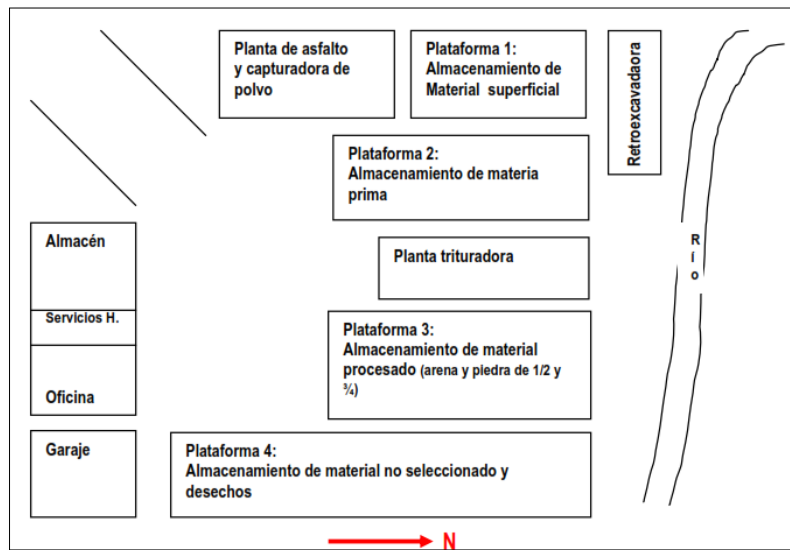 Planta de asfalto
y capturadora de
polvo
Plataforma 1:
Almacenamiento de
Material superficial
Retroexcavadaora
Plataforma 2:
Almacenamiento de materia
prima
Almacén
Servicios H.
Oficina
Planta trituradora
Río
Plataforma 3:
Almacenamiento de material
procesado (arena y piedra de 1/2 y
¾)
Garaje
Plataforma 4:
Almacenamiento de material no seleccionado y
desechos
N